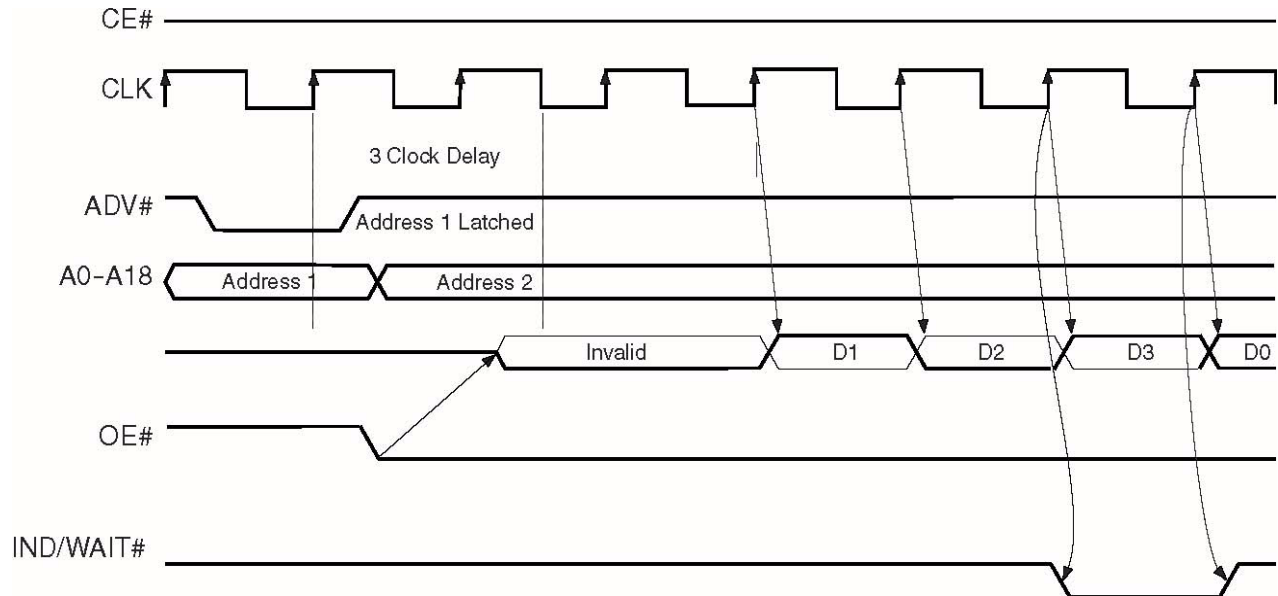 CE#
CLK
3 Clock Delay
ADV#
Address 1 Latched
A0-A18
Address 1
Address 2
Invalid
D1
D2
D3
D0
OE#
IND/WAIT#